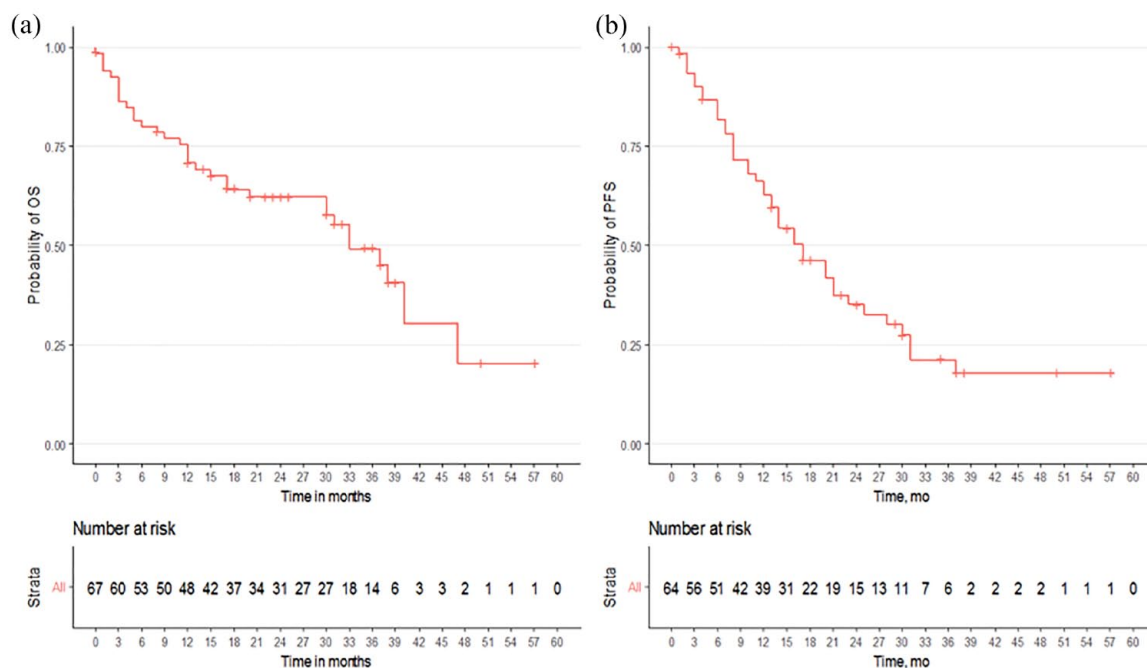 (a)
Probability of OS
1.00
0.75
0.50
0.25
0.00
0 3 6 9 12 15 18 21 24 27 30 33 36 39 42 45 48 51 54 57 60
Time in months
Number at risk
Strata
All
67 60 53 50 48 42 37 34 31 27 27 18 14 6 3 3 2 1 1 1 0
0 3 6 9 12 15 18 21 24 27 30 33 36 39 42 45 48 51 54 57 60
Time in months
(b)
Probability of PFS
1.00
0.75
0.50
0.25
0.00
0 3 6 9 12 15 18 21 24 27 30 33 36 39 42 45 48 51 54 57 60
Time, mo
Number at risk
Strata
All
64 56 51 42 39 31 22 19 15 13 11 7 6 2 2 2 2 1 1 1 0
0 3 6 9 12 15 18 21 24 27 30 33 36 39 42 45 48 51 54 57 60
Time, mo